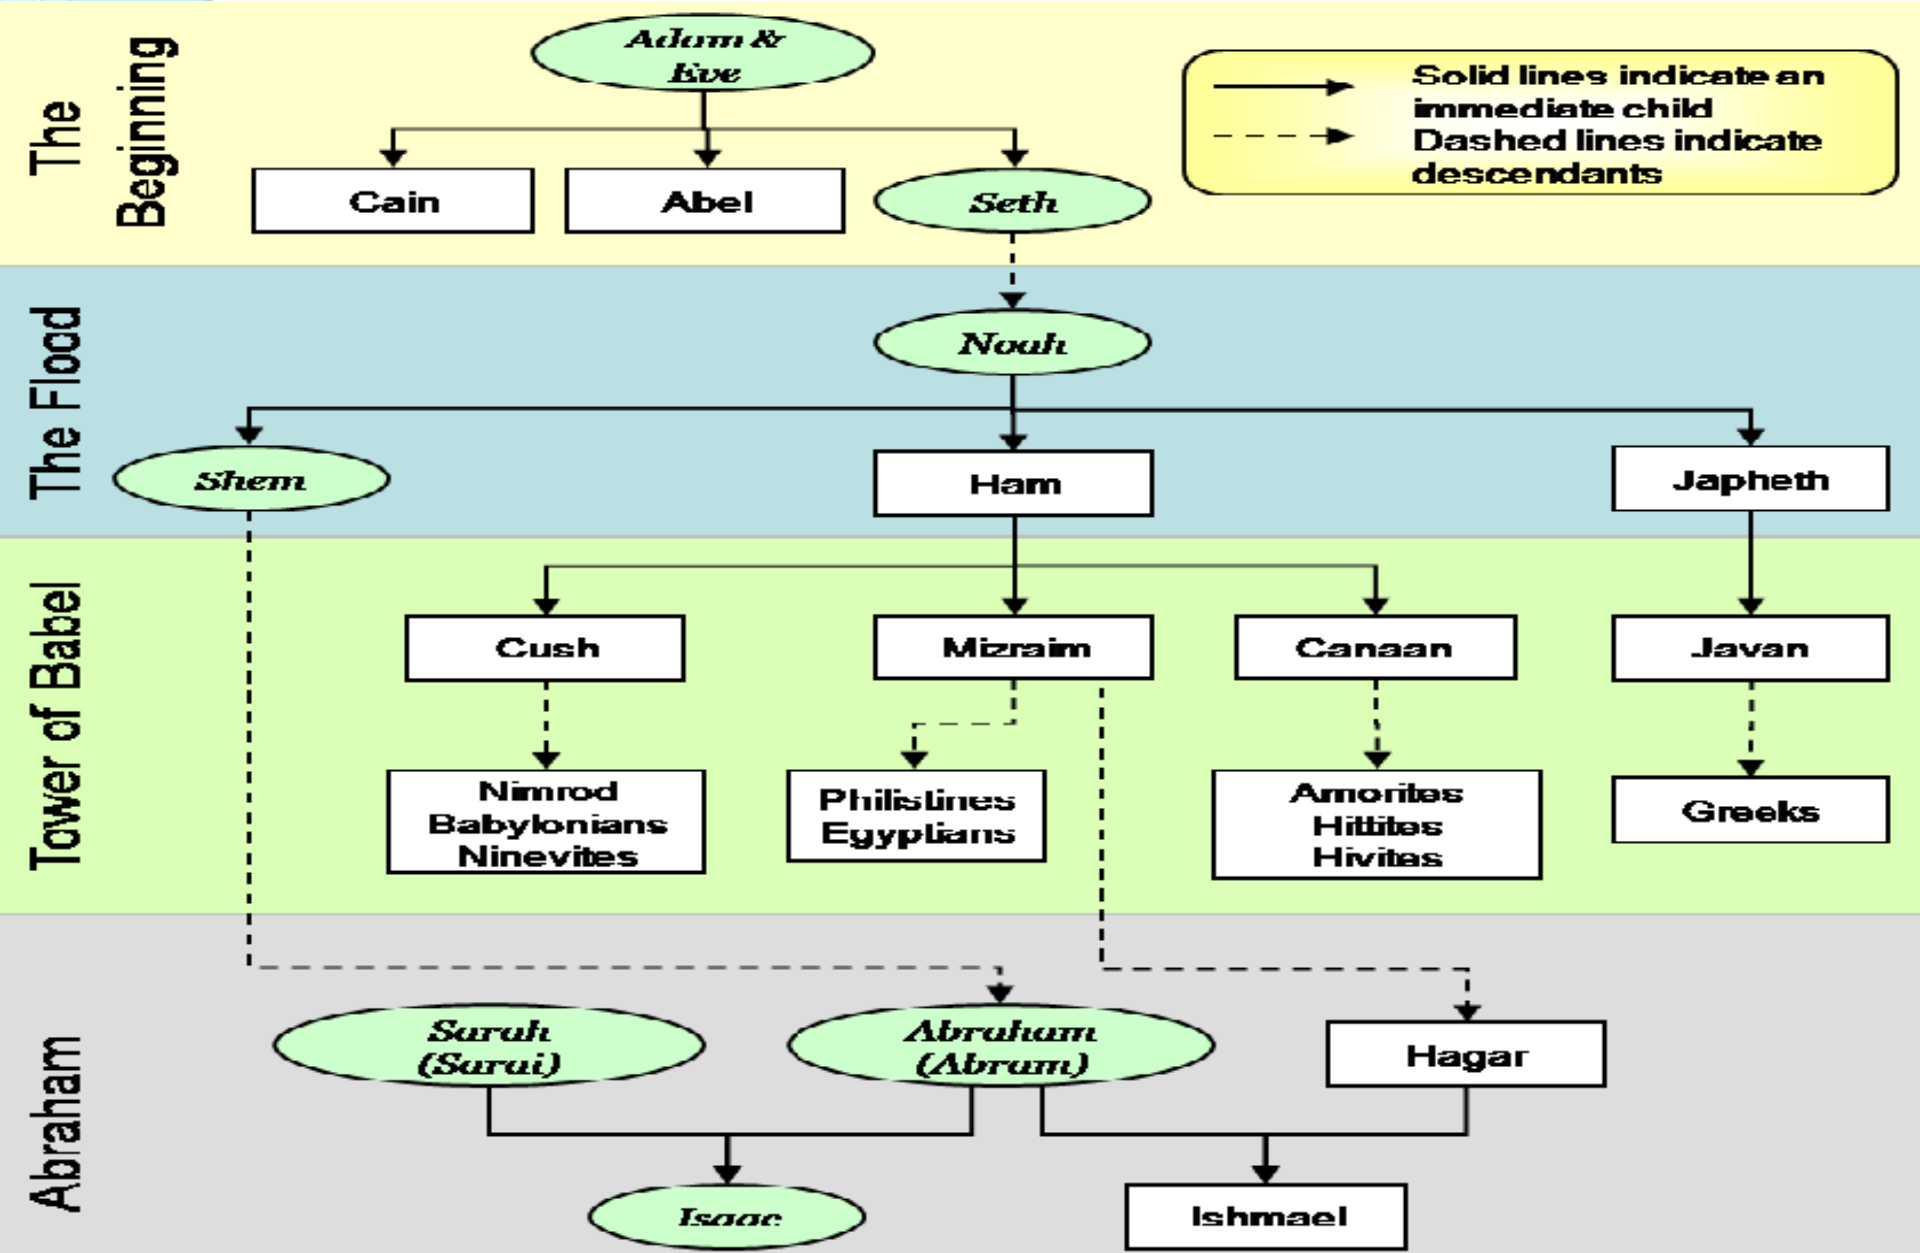 The
Beginning
Adam &
Eve
Solid lines indicate an
immediate child
Dashed lines indicate
descendants
Cain
Abel
Seth
The Flood
Noah
Shem
Ham
Japheth
Tower of Babel
Cush
Mizraim
Canaan
Javan
Nimrod
Babylonians
Ninevites
Philistines
Egyptians
Amorites
Hittites
Hivites
Greeks
Abraham
Sarah
(Sarai)
Abraham
(Abram)
Hagar
Isaac
Ishmael